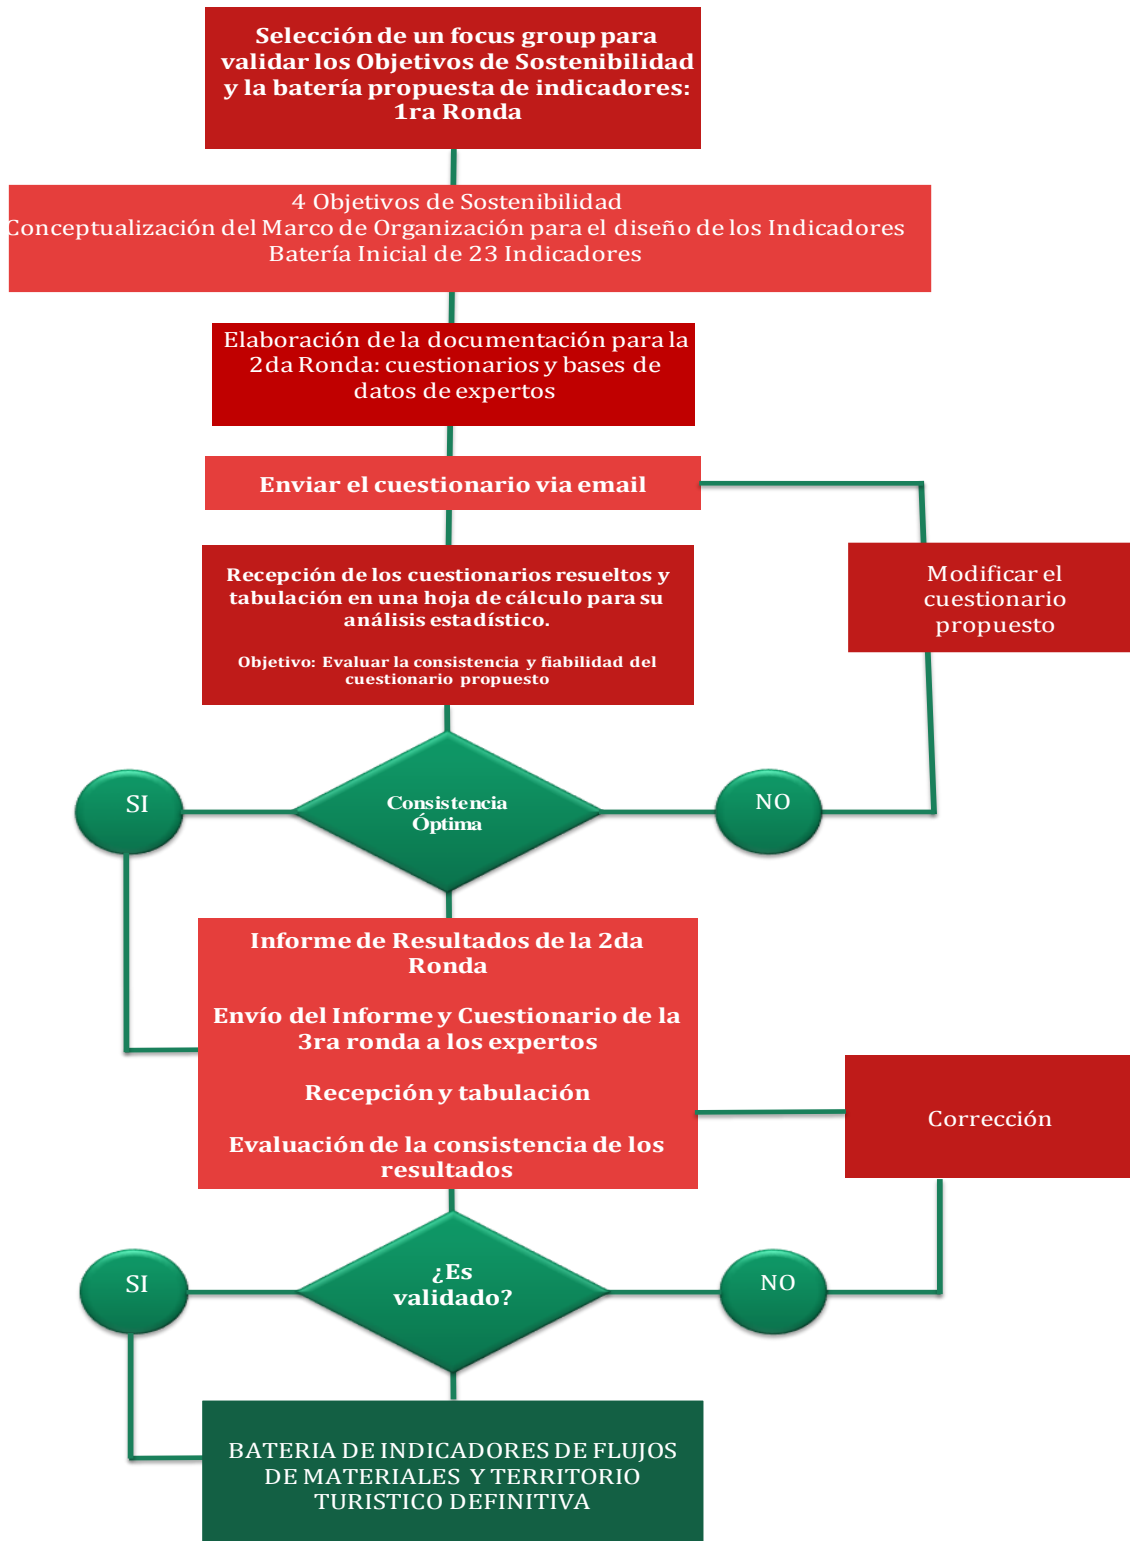 Selección de un focus group para
validar los Objetivos de Sostenibilidad
y la batería propuesta de indicadores:
1ra Ronda
4 Objetivos de Sostenibilidad
Conceptualización del Marco de Organización para el diseño de los Indicadores
Batería Inicial de 23 Indicadores
Elaboración de la documentación para la
2da Ronda: cuestionarios y bases de
datos de expertos
Enviar el cuestionario via email
Recepción de los cuestionarios resueltos y
tabulación en una hoja de cálculo para su
análisis estadístico.
Objetivo: Evaluar la consistencia y fiabilidad del
cuestionario propuesto
Modificar el
cuestionario
propuesto
SI
Consistencia
Óptima
NO
Informe de Resultados de la 2da
Ronda
Envío del Informe y Cuestionario de la
3ra ronda a los expertos
Recepción y tabulación
Evaluación de la consistencia de los
resultados
Corrección
SI
¿Es
validado?
NO
BATERIA DE INDICADORES DE FLUJOS
DE MATERIALES Y TERRITORIO
TURISTICO DEFINITIVA